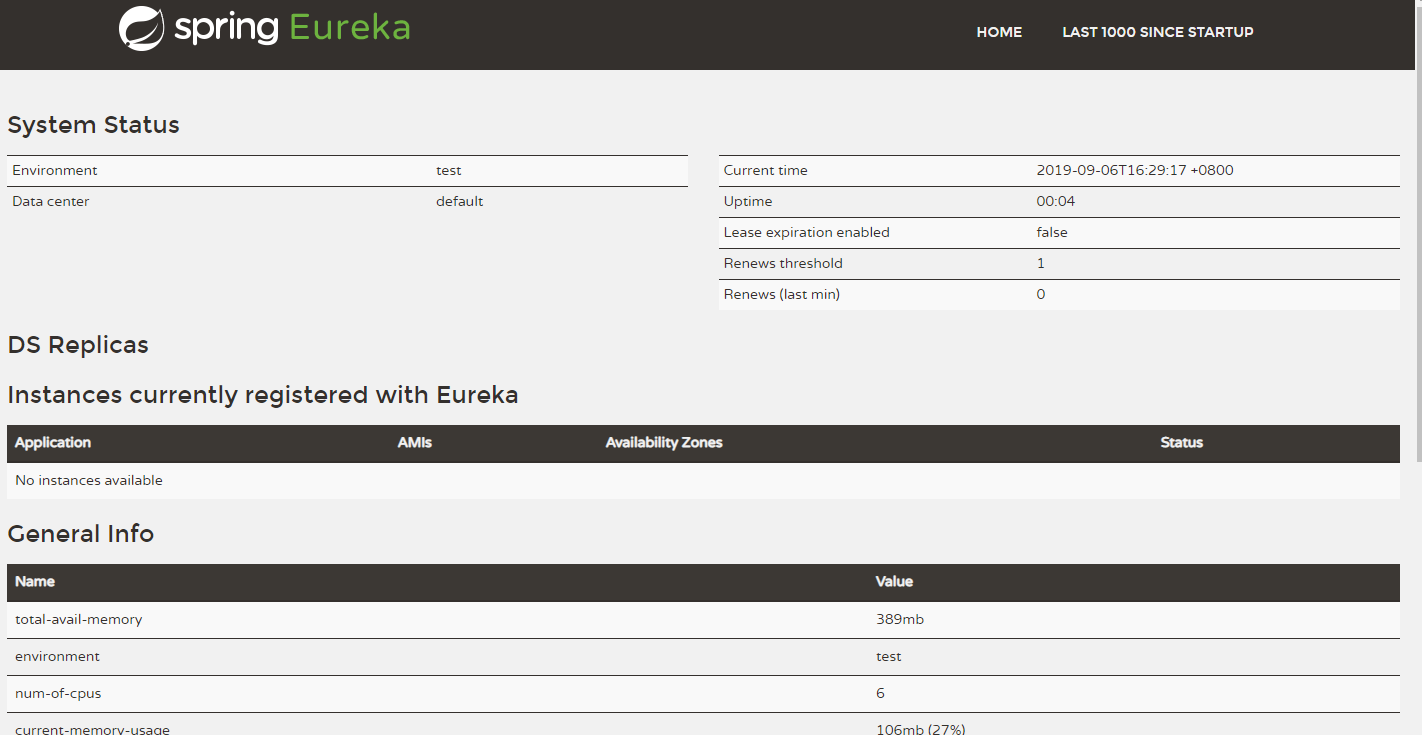 spring Eureka HOME LAST 1000 SINCE STARTUP
System Status
Environment test
Data center default
Current time 2019-09-06T16:29:17 +0800
Uptime 00:04
Lease expiration enabled false
Renews threshold 1
Renews (last min) 0
DS Replicas
Instances currently registered with Eureka
Application AMIs Availability Zones Status
No instances available
General Info
Name Value
total-avail-memory 389mb
environment test
num-of-cpus 6
current-memory-usage 106mb (27%)